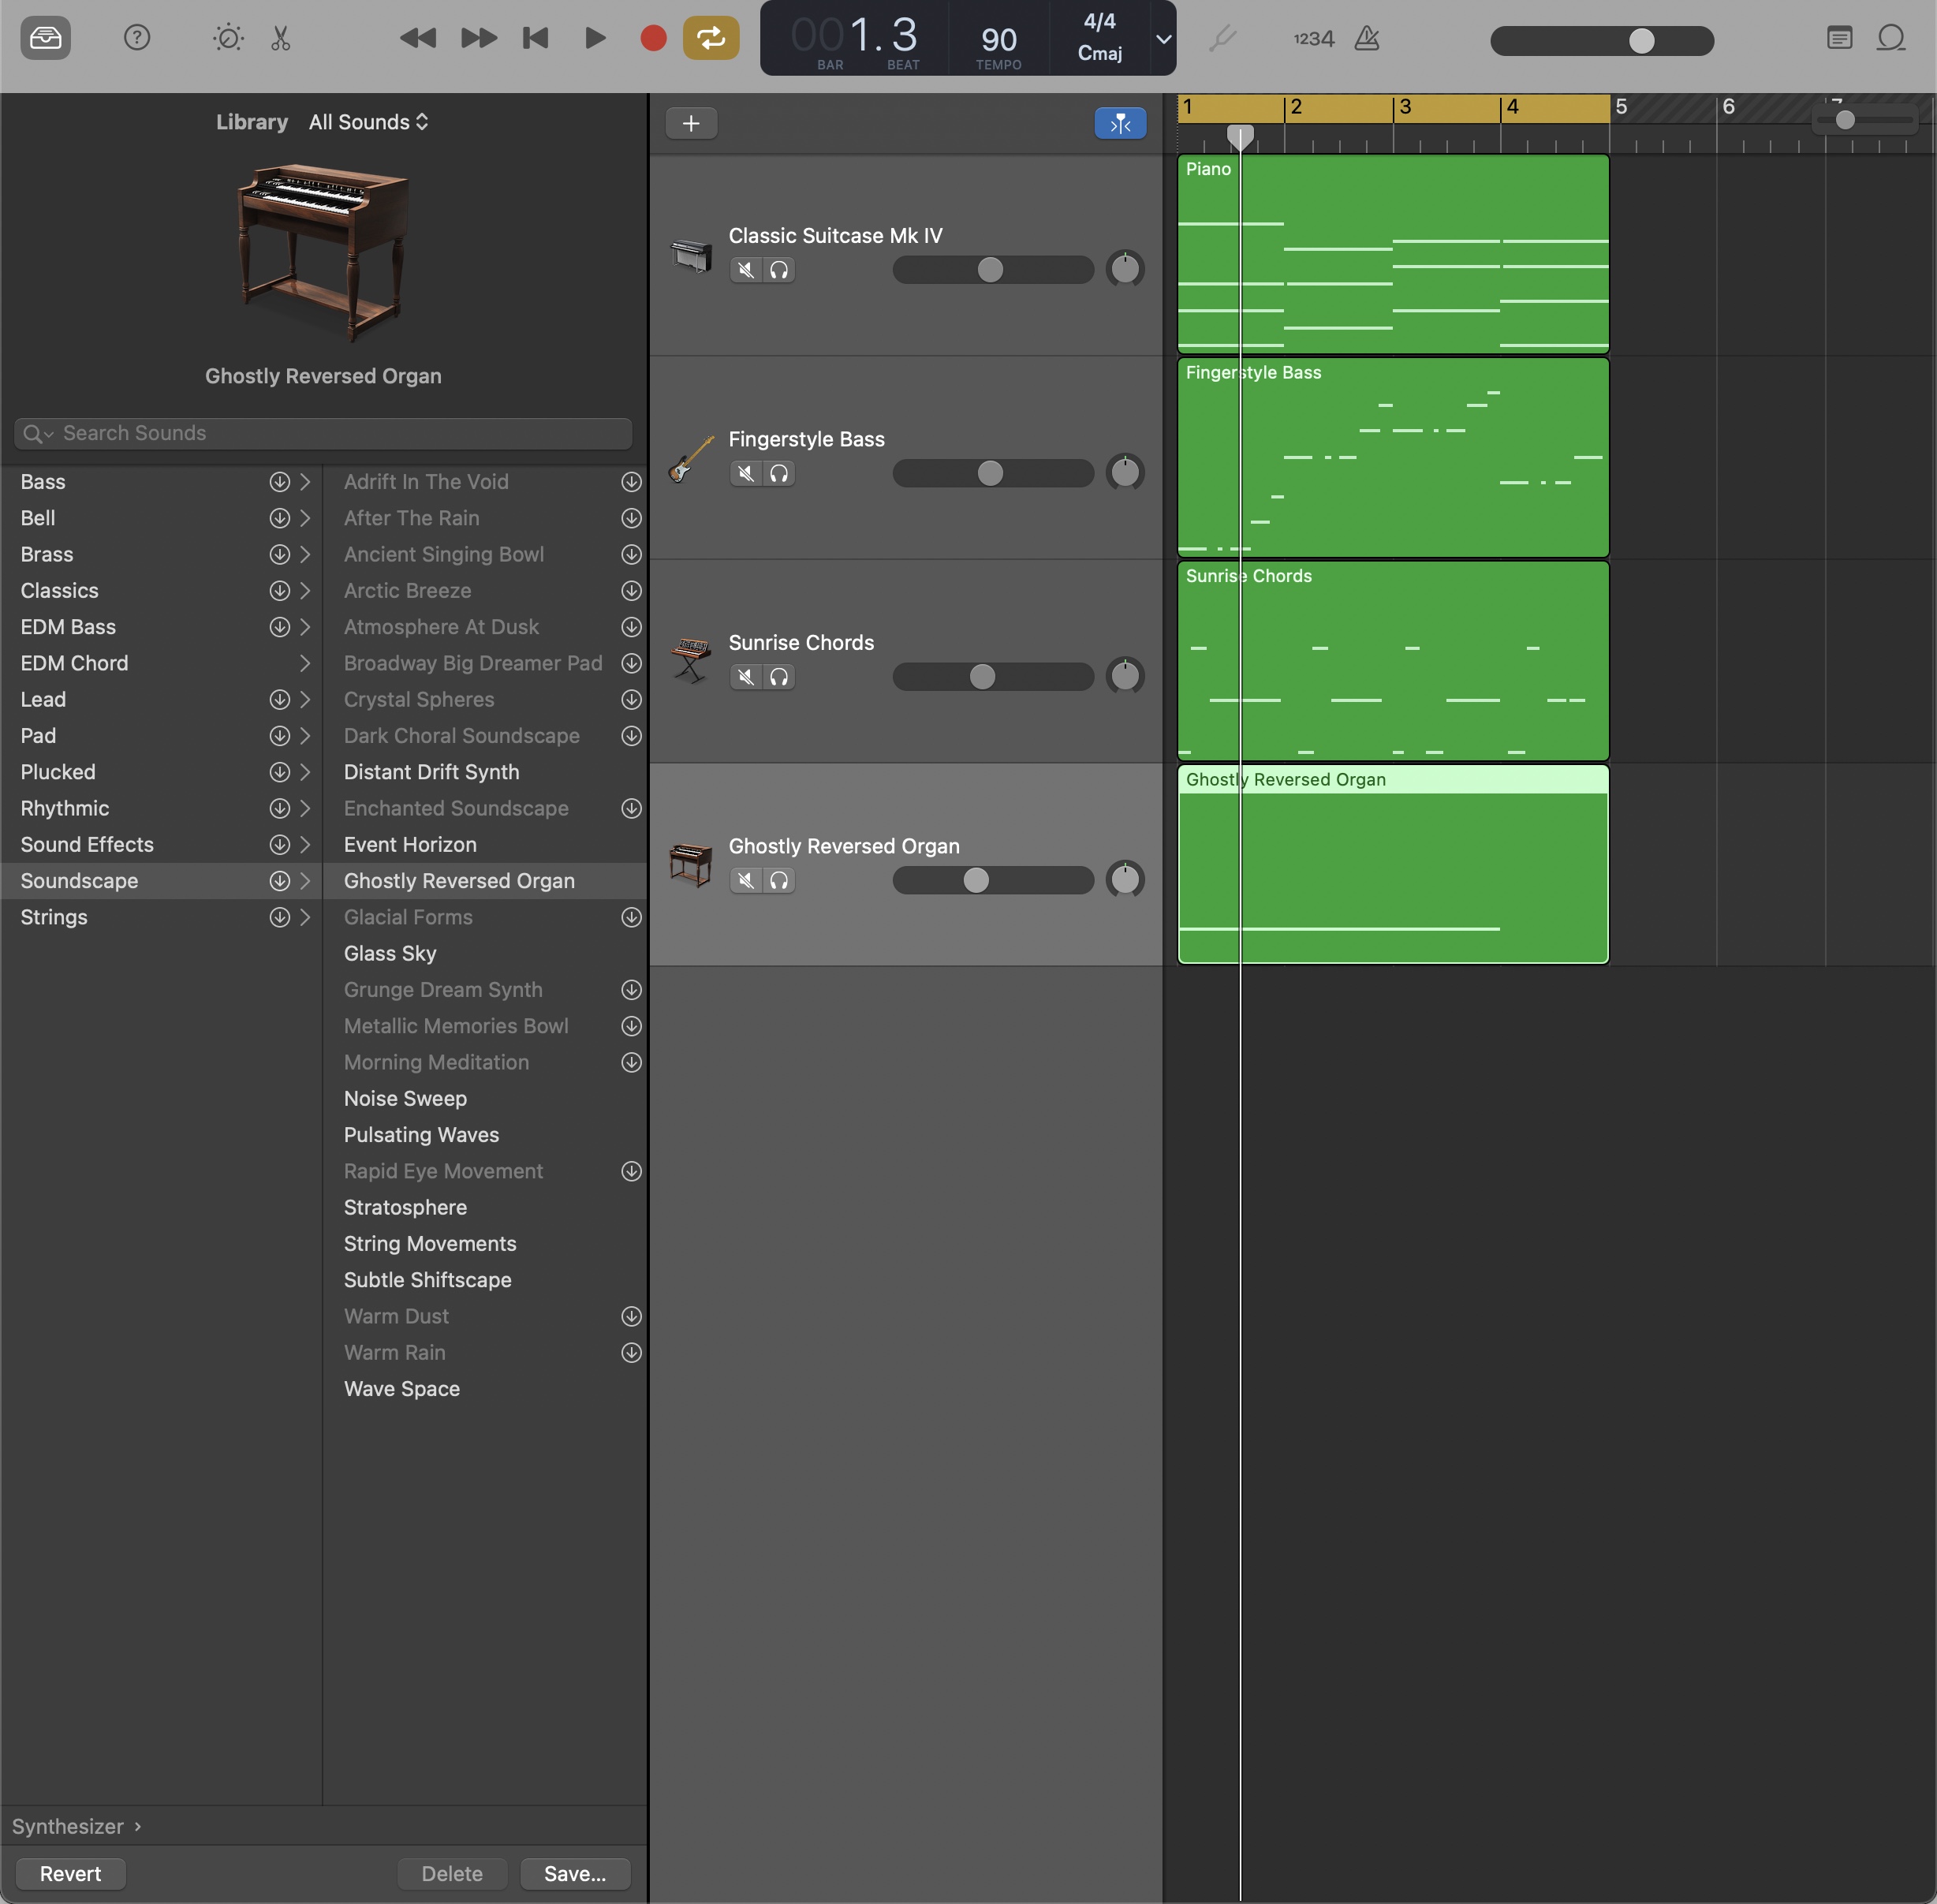 001.3
BAR
BEAT
90
TEMPO
4/4
Cmaj
1234
Library
All Sounds
Ghostly Reversed Organ
Search Sounds
Bass
Bell
Brass
Classics
EDM Bass
EDM Chord
Lead
Pad
Plucked
Rhythmic
Sound Effects
Soundscape
Strings
Adrift In The Void
After The Rain
Ancient Singing Bowl
Arctic Breeze
Atmosphere At Dusk
Broadway Big Dreamer Pad
Crystal Spheres
Dark Choral Soundscape
Distant Drift Synth
Enchanted Soundscape
Event Horizon
Ghostly Reversed Organ
Glacial Forms
Glass Sky
Grunge Dream Synth
Metallic Memories Bowl
Morning Meditation
Noise Sweep
Pulsating Waves
Rapid Eye Movement
Stratosphere
String Movements
Subtle Shiftscape
Warm Dust
Warm Rain
Wave Space
Synthesizer
Revert
Delete
Save...
Classic Suitcase Mk IV
Fingerstyle Bass
Sunrise Chords
Ghostly Reversed Organ
1 2 3 4 5 6 7
Piano
Fingerstyle Bass
Sunrise Chords
Ghostly Reversed Organ